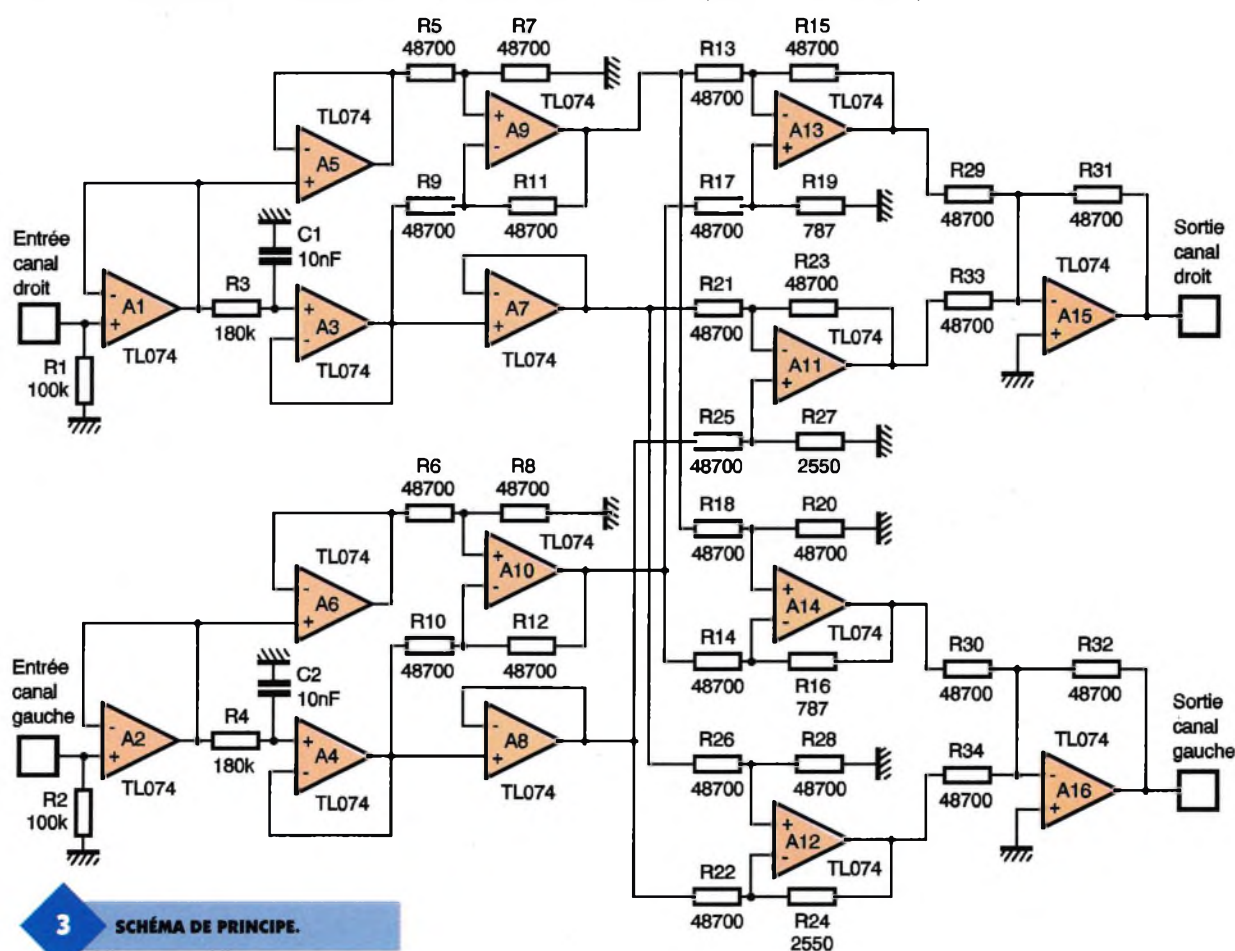 R5
48700
R7
48700
R13
48700
R15
48700
TL074
TL074
TL074
+
-
A9
-
+
A5
-
+
A13
R9
48700
R11
48700
R17
48700
R19
787
R29
48700
R31
48700
Entrée
canal
droit
C1
10nF
R3
180k
-
+
A1
TL074
R1
100k
+
-
A3
TL074
-
+
A7
TL074
R21
48700
R23
48700
TL074
-
+
A11
R33
48700
TL074
-
+
A15
Sortie
canal
droit
R25
48700
R27
2550
R6
48700
R8
48700
R18
48700
R20
48700
TL074
TL074
-
+
A6
+
-
A10
+
-
A14
TL074
R10
48700
R12
48700
R14
48700
R16
787
R30
48700
R32
48700
Entrée
canal
gauche
C2
10nF
R4
180k
-
+
A2
TL074
R2
100k
+
-
A4
TL074
-
+
A8
TL074
R26
48700
R28
48700
+
-
A12
TL074
R34
48700
TL074
-
+
A16
Sortie
canal
gauche
R22
48700
R24
2550
3 SCHÉMA DE PRINCIPE.